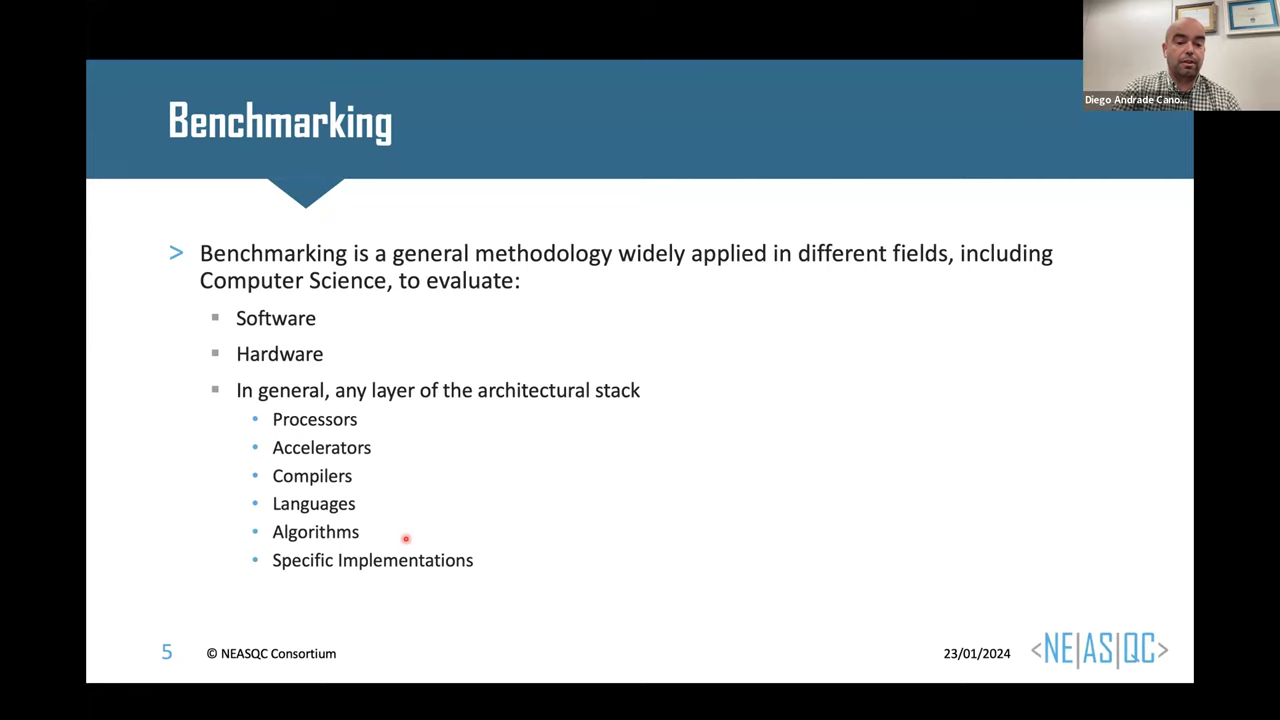 Benchmarking
Diego Andrade Cano...
> Benchmarking is a general methodology widely applied in different fields, including
Computer Science, to evaluate:
▪ Software
▪ Hardware
▪ In general, any layer of the architectural stack
• Processors
• Accelerators
• Compilers
• Languages
• Algorithms
• Specific Implementations
5 © NEASQC Consortium 23/01/2024 <NE|AS|QC>